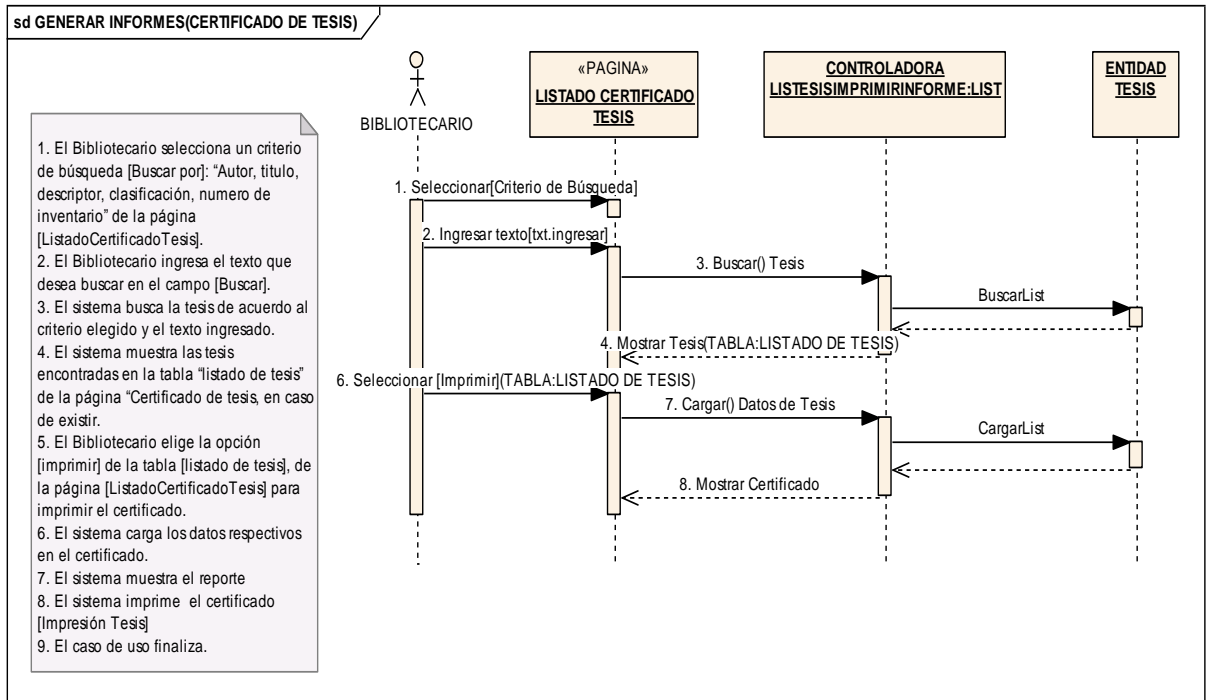 sd GENERAR INFORMES(CERTIFICADO DE TESIS)
1. El Bibliotecario selecciona un criterio
de búsqueda [Buscar por]: “Autor, titulo,
descriptor, clasificación, numero de
inventario” de la página
[ListadoCertificadoTesis].
2. El Bibliotecario ingresa el texto que
desea buscar en el campo [Buscar].
3. El sistema busca la tesis de acuerdo al
criterio elegido y el texto ingresado.
4. El sistema muestra las tesis
encontradas en la tabla “listado de tesis”
de la página “Certificado de tesis, en caso
de existir.
5. El Bibliotecario elige la opción
[imprimir] de la tabla [listado de tesis], de
la página [ListadoCertificadoTesis] para
imprimir el certificado.
6. El sistema carga los datos respectivos
en el certificado.
7. El sistema muestra el reporte
8. El sistema imprime el certificado
[Impresión Tesis]
9. El caso de uso finaliza.
BIBLIOTECARIO
«PAGINA»
LISTADO CERTIFICADO
TESIS
CONTROLADORA
LISTESISIMPRIMIRINFORME:LIST
ENTIDAD
TESIS
1. Seleccionar[Criterio de Búsqueda]
2. Ingresar texto[txt.ingresar]
3. Buscar() Tesis
BuscarList
4. Mostrar Tesis(TABLA:LISTADO DE TESIS)
6. Seleccionar [Imprimir](TABLA:LISTADO DE TESIS)
7. Cargar() Datos de Tesis
CargarList
8. Mostrar Certificado